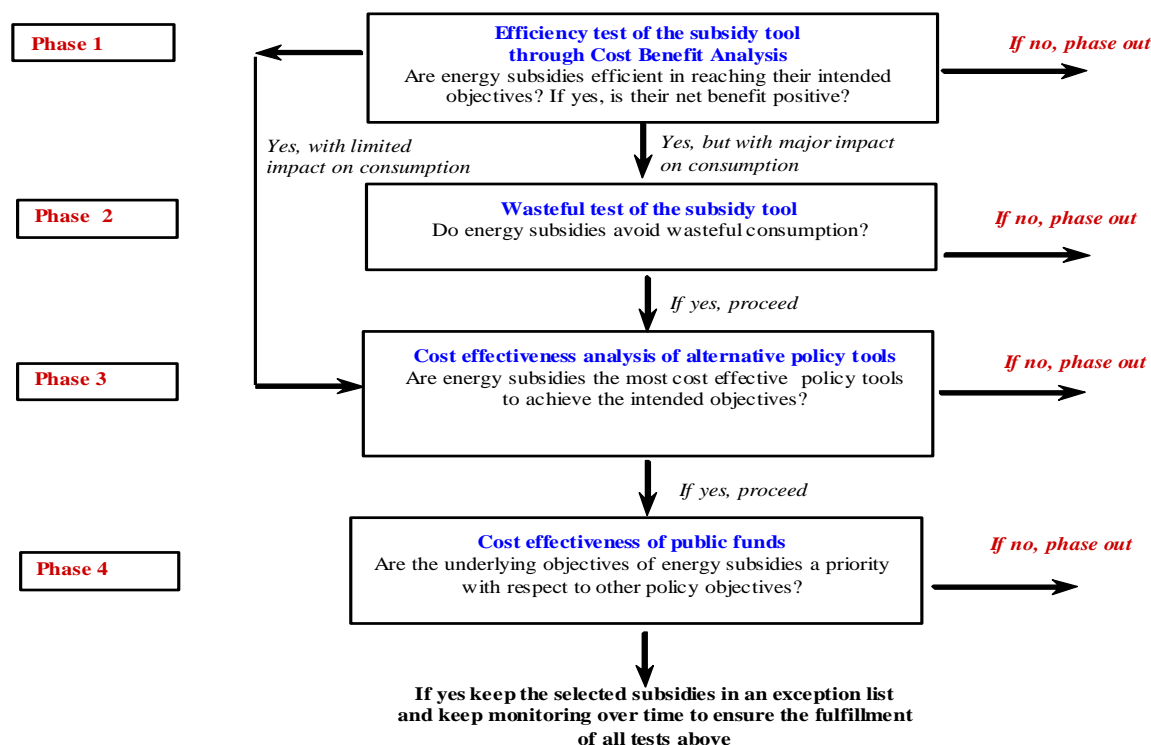 Phase 1
Efficiency test of the subsidy tool
through Cost Benefit Analysis
Are energy subsidies efficient in reaching their intended
objectives? If yes, is their net benefit positive?
If no, phase out
Yes, with limited
impact on consumption
Yes, but with major impact
on consumption
Phase 2
Wasteful test of the subsidy tool
Do energy subsidies avoid wasteful consumption?
If no, phase out
If yes, proceed
Phase 3
Cost effectiveness analysis of alternative policy tools
Are energy subsidies the most cost effective policy tools
to achieve the intended objectives?
If no, phase out
If yes, proceed
Phase 4
Cost effectiveness of public funds
Are the underlying objectives of energy subsidies a priority
with respect to other policy objectives?
If no, phase out
If yes keep the selected subsidies in an exception list
and keep monitoring over time to ensure the fulfillment
of all tests above